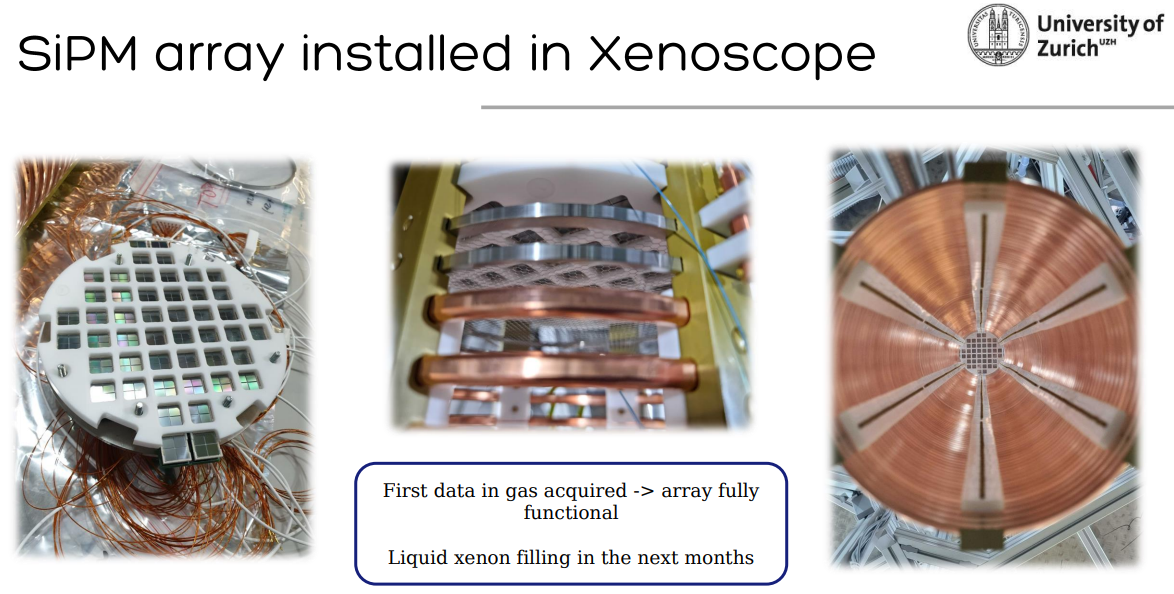 SiPM array installed in Xenoscope
University of
Zurich UZH
First data in gas acquired -> array fully
functional
Liquid xenon filling in the next months